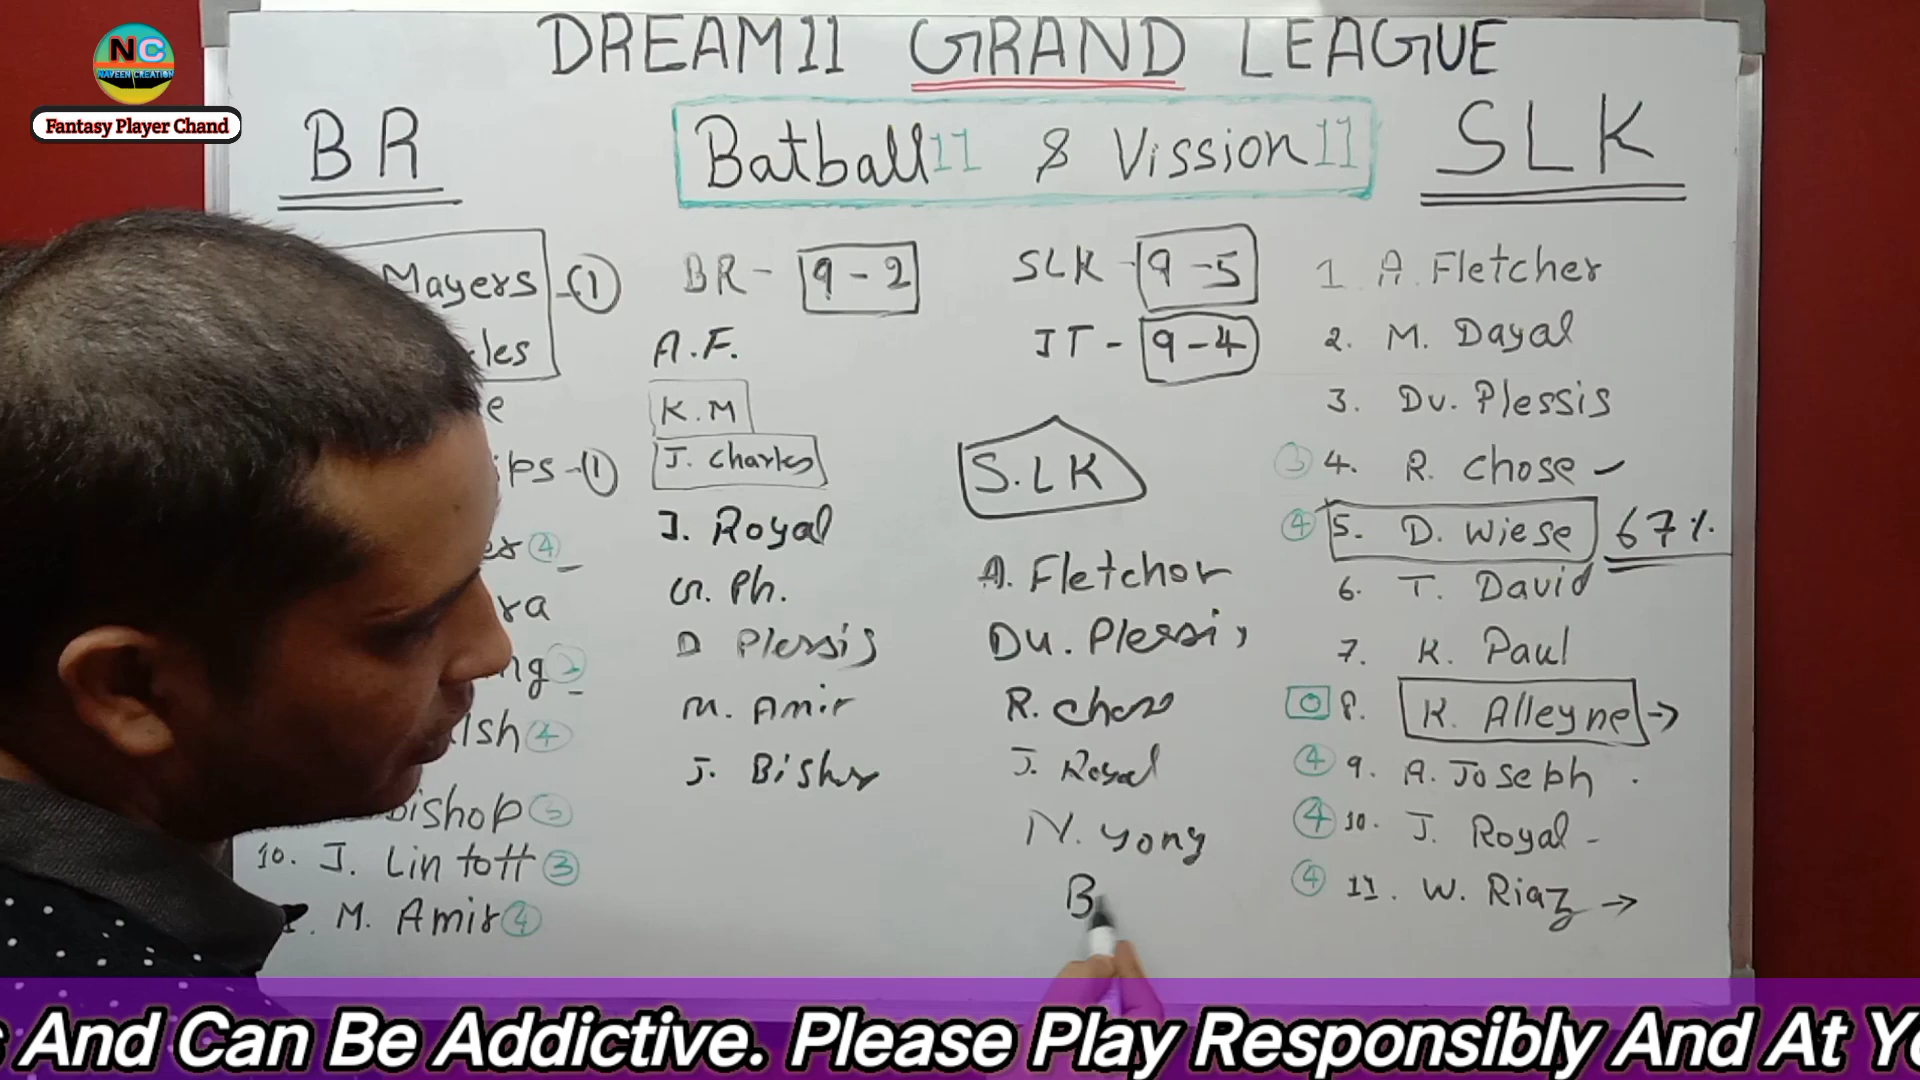 NC
NAVEEN CREATION
Fantasy Player Chand
DREAM11 GRAND LEAGUE
BR
Batball11 & Vission11
SLK
Mayers -①
les
e
ips -①
es ④
ra
ng
lsh ④
bishop
10. J. Lintott ③
M. Amir ④
BR - 9-2
A.F.
K.M
J. Charles
J. Royal
G. Ph.
D Plessis
M. Amir
J. Bishop
SLK - 9-5
JT - 9-4
S.LK
A. Fletchor
Du. Plessis
R. Chase
J. Royal
N. yong
B
1. A. Fletcher
2. M. Dayal
3. Du. Plessis
③ 4. R. Chose
④ 5. D. Wiese 67%
6. T. David
7. K. Paul
0 8. K. Alleyne →
④ 9. A. Joseph
④ 10. J. Royal -
④ 11. W. Riaz →
s And Can Be Addictive. Please Play Responsibly And At Yo